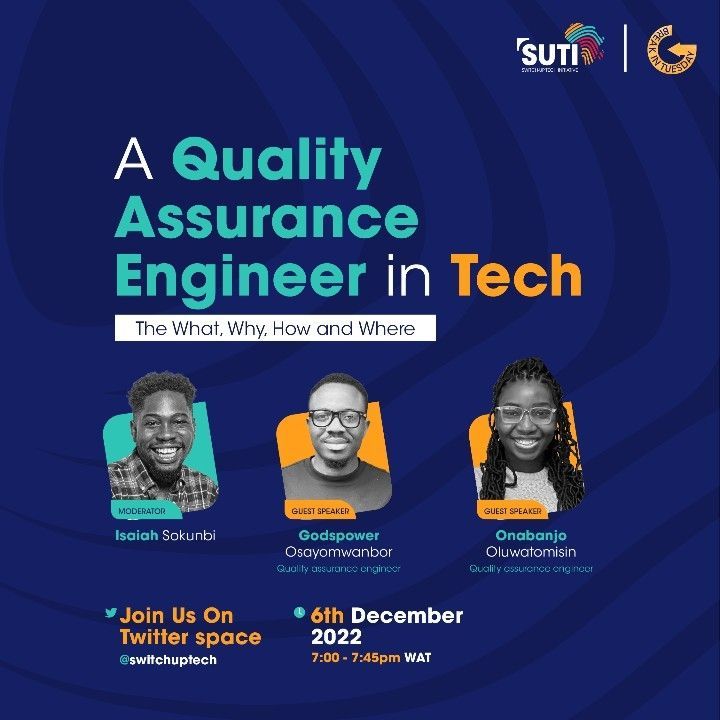 SUTI
SWITCHUPTECH INITIATIVE
BREAK IN TUESDAY
A Quality
Assurance
Engineer in Tech
The What, Why, How and Where
MODERATOR
Isaiah Sokunbi
GUEST SPEAKER
Godspower
Osayomwanbor
Quality assurance engineer
GUEST SPEAKER
Onabanjo
Oluwatomisin
Quality assurance engineer
Join Us On
Twitter space
@switchuptech
6th December
2022
7:00 - 7:45pm WAT